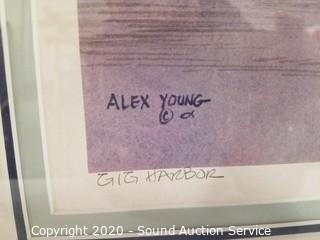 ALEX YOUNG
© α
GIG HARBOR
Copyright 2020 - Sound Auction Service